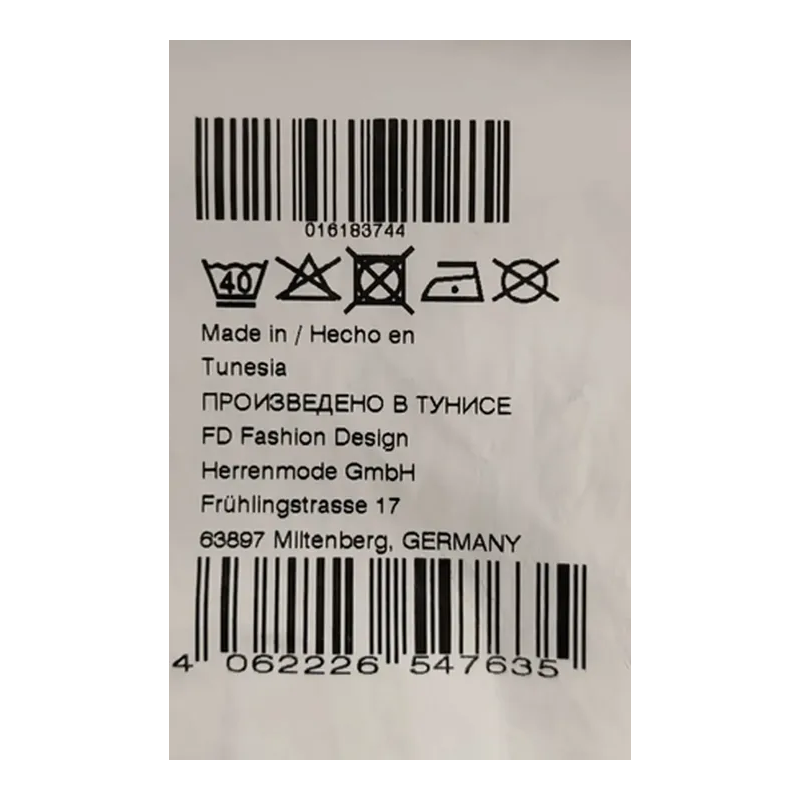 016183744
40
Made in / Hecho en
Tunesia
ПРОИЗВЕДЕНО В ТУНИСЕ
FD Fashion Design
Herrenmode GmbH
Frühlingstrasse 17
63897 Miltenberg, GERMANY
4 062226 547635